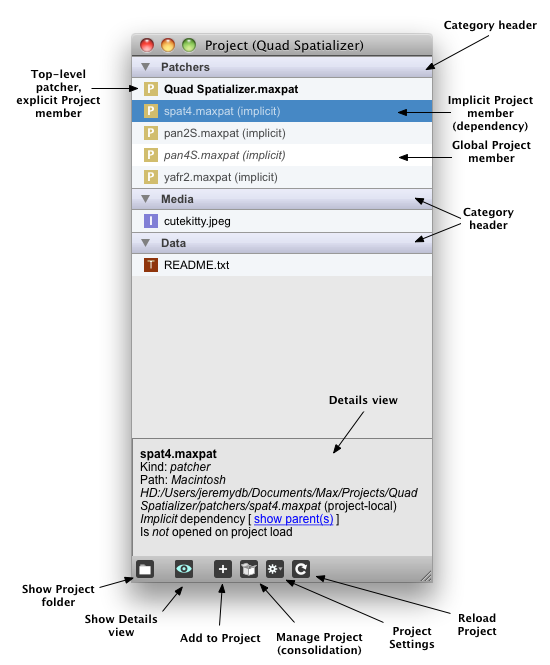 Category header
Project (Quad Spatializer)
Patchers
Top-level
patcher,
explicit Project
member
P Quad Spatializer.maxpat
P spat4.maxpat (implicit)
Implicit Project
member
(dependency)
P pan2S.maxpat (implicit)
P pan4S.maxpat (implicit)
Global Project
member
P yafr2.maxpat (implicit)
Media
I cutekitty.jpeg
Category
header
Data
T README.txt
Details view
spat4.maxpat
Kind: patcher
Path: Macintosh
HD:/Users/jeremydb/Documents/Max/Projects/Quad
Spatializer/patchers/spat4.maxpat (project-local)
Implicit dependency [ show parent(s) ]
Is not opened on project load
Show Project
folder
Show Details
view
Add to Project
Manage Project
(consolidation)
Project
Settings
Reload
Project